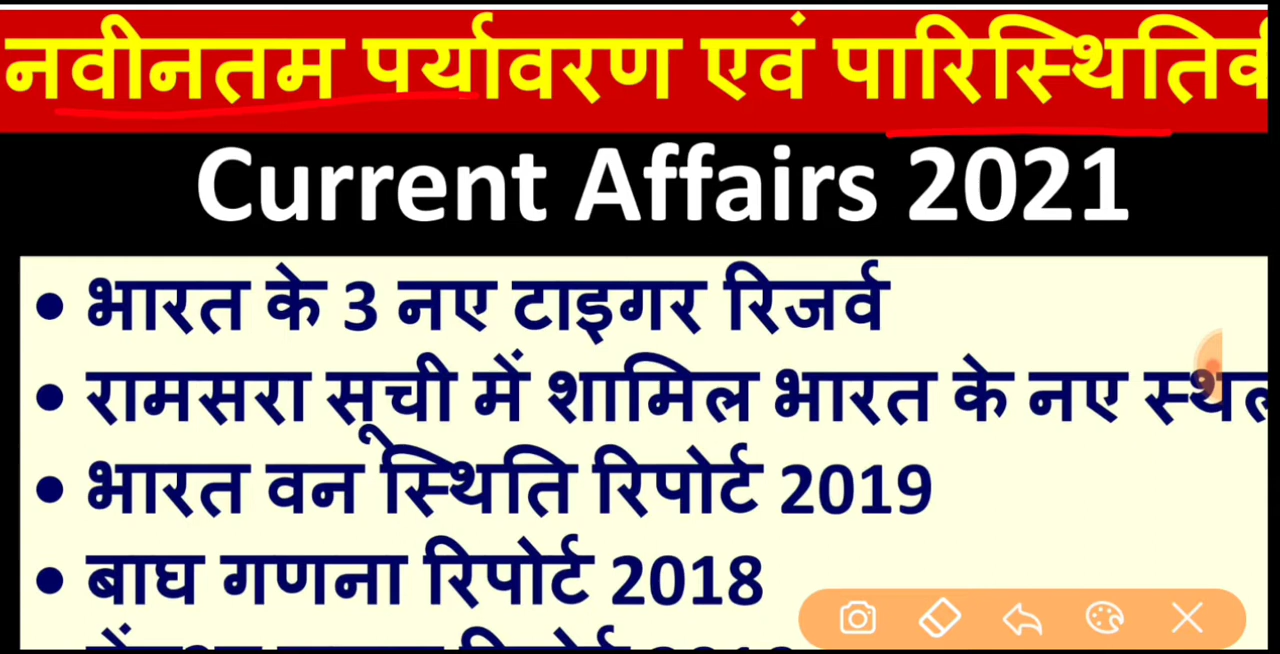 नवीनतम पर्यावरण एवं
Current Affairs 2021
• भारत के 3 नए टाइगर रिजर्व
• रामसरा सूची में शामिल भारत के नए
• भारत वन स्थिति रिपोर्ट 2019
• बाघ गणना रिपोर्ट 2018